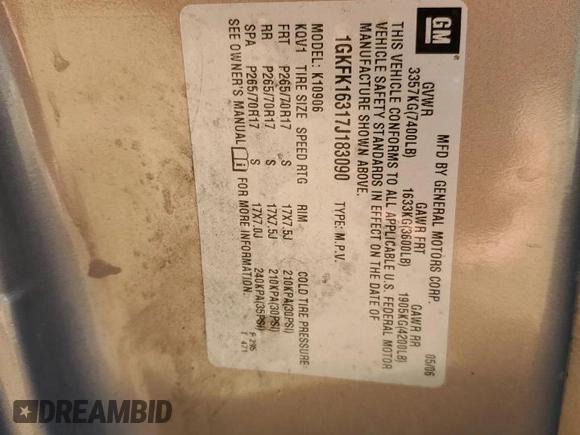 GM
MFD BY GENERAL MOTORS CORP. 05/06
GVWR GAWR FRT GAWR RR
3357KG(7400LB) 1633KG(3600LB) 1905KG(4200LB)
THIS VEHICLE CONFORMS TO ALL APPLICABLE U.S. FEDERAL MOTOR
VEHICLE SAFETY STANDARDS IN EFFECT ON THE DATE OF
MANUFACTURE SHOWN ABOVE.
1GKFK16317J183090 TYPE: M.P.V.
MODEL: K10906
KQV1 TIRE SIZE SPEED RTG RIM COLD TIRE PRESSURE
FRT P265/70R17 S 17X7.5J 210KPA(30PSI)
RR P265/70R17 S 17X7.5J 210KPA(30PSI)
SPA P265/70R17 S 17X7.0J 240KPA(35PSI)
SEE OWNER'S MANUAL FOR MORE INFORMATION.
F 295
T 471
DREAMBID